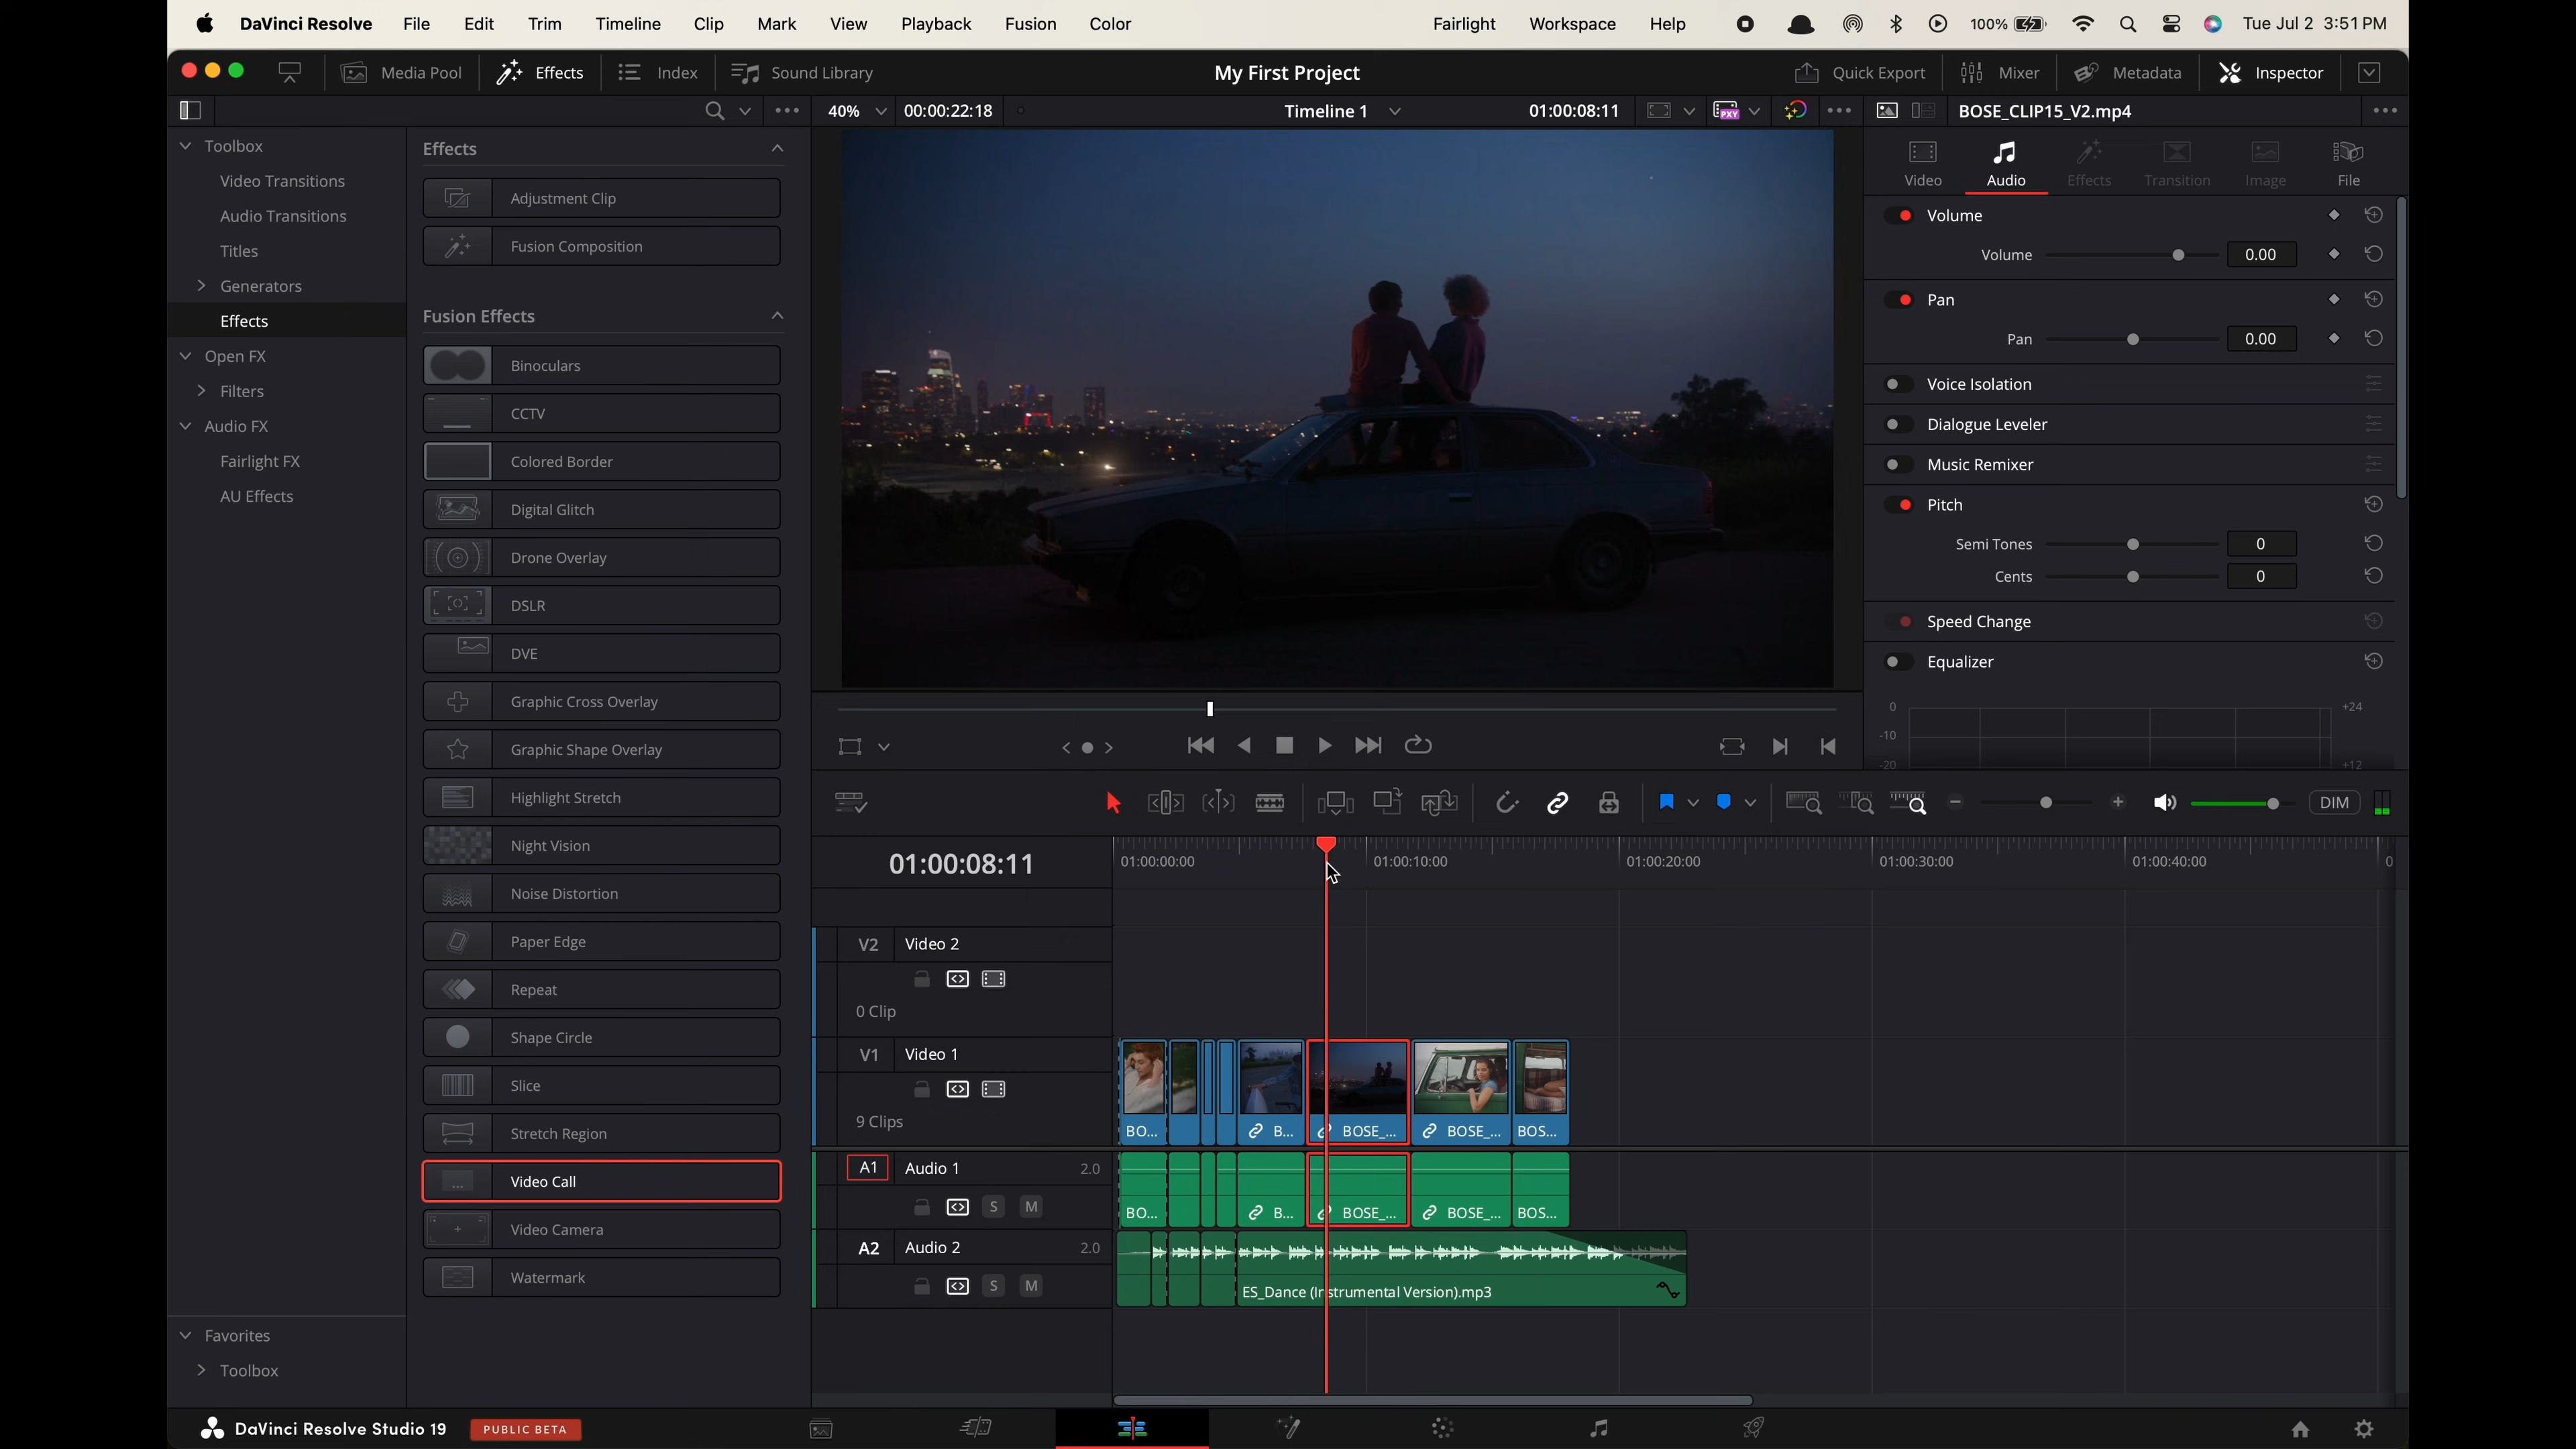 DaVinci Resolve File Edit Trim Timeline Clip Mark View Playback Fusion Color Fairlight Workspace Help 100% Tue Jul 2 3:51 PM
Media Pool Effects Index Sound Library My First Project Quick Export Mixer Metadata Inspector
40% 00:00:22:18 Timeline 1 01:00:08:11 PXY BOSE_CLIP15_V2.mp4
Toolbox
Video Transitions
Audio Transitions
Titles
Generators
Effects
Open FX
Filters
Audio FX
Fairlight FX
AU Effects
Favorites
Toolbox
Effects
Adjustment Clip
Fusion Composition
Fusion Effects
Binoculars
CCTV
Colored Border
Digital Glitch
Drone Overlay
DSLR
DVE
Graphic Cross Overlay
Graphic Shape Overlay
Highlight Stretch
Night Vision
Noise Distortion
Paper Edge
Repeat
Shape Circle
Slice
Stretch Region
Video Call
Video Camera
Watermark
Video Audio Effects Transition Image File
Volume
Volume 0.00
Pan
Pan 0.00
Voice Isolation
Dialogue Leveler
Music Remixer
Pitch
Semi Tones 0
Cents 0
Speed Change
Equalizer
0 +24
-10
-20 +12
DIM
01:00:08:11 01:00:00:00 01:00:10:00 01:00:20:00 01:00:30:00 01:00:40:00 0
V2 Video 2
0 Clip
V1 Video 1
9 Clips
BO... B... BOSE_... BOSE_... BOS...
A1 Audio 1 2.0
S M
BO... B... BOSE_... BOSE_... BOS...
A2 Audio 2 2.0
S M
ES_Dance (Instrumental Version).mp3
DaVinci Resolve Studio 19 PUBLIC BETA